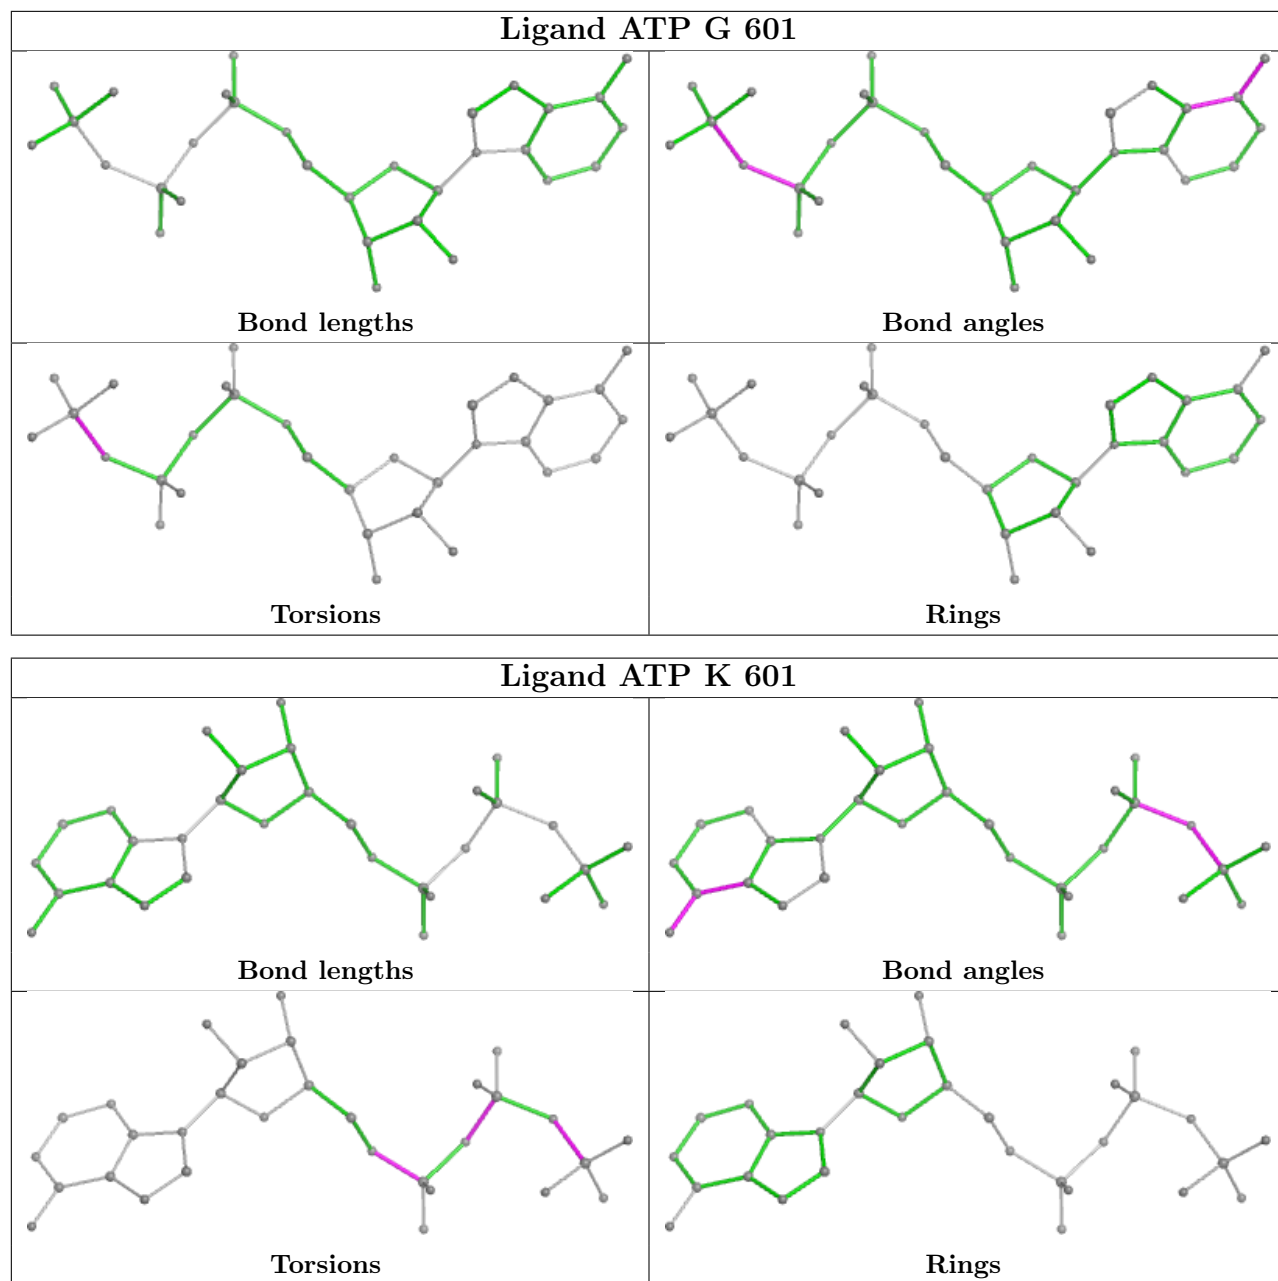 Ligand ATP G 601
Bond lengths
Bond angles
Torsions
Rings
Ligand ATP K 601
Bond lengths
Bond angles
Torsions
Rings